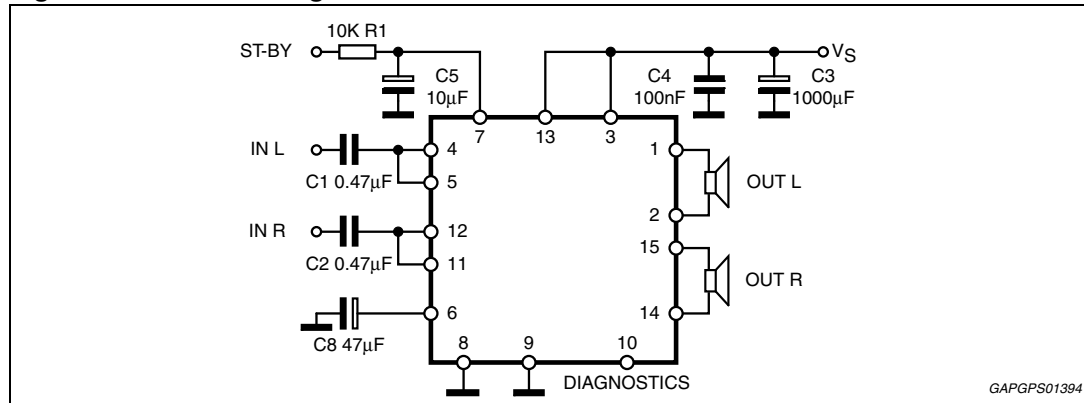 10K R1
ST-BY
C5
10μF
C4
100nF
C3
1000μF
VS
7
13
3
IN L
C1 0.47μF
4
5
1
OUT L
2
IN R
C2 0.47μF
12
11
15
OUT R
14
C8 47μF
6
8
9
10
DIAGNOSTICS
GAPGPS01394